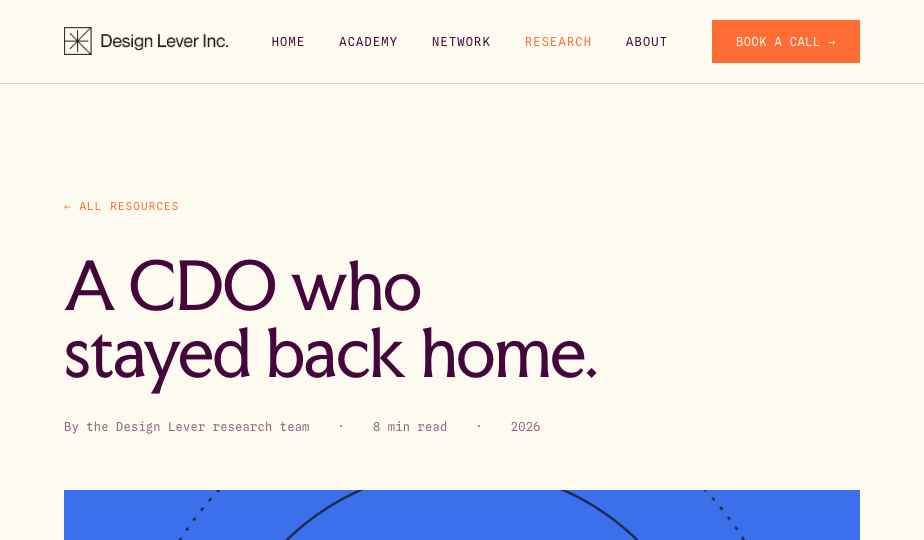 Design Lever Inc.
HOME ACADEMY NETWORK RESEARCH ABOUT
BOOK A CALL →
← ALL RESOURCES
A CDO who
stayed back home.
By the Design Lever research team · 8 min read · 2026